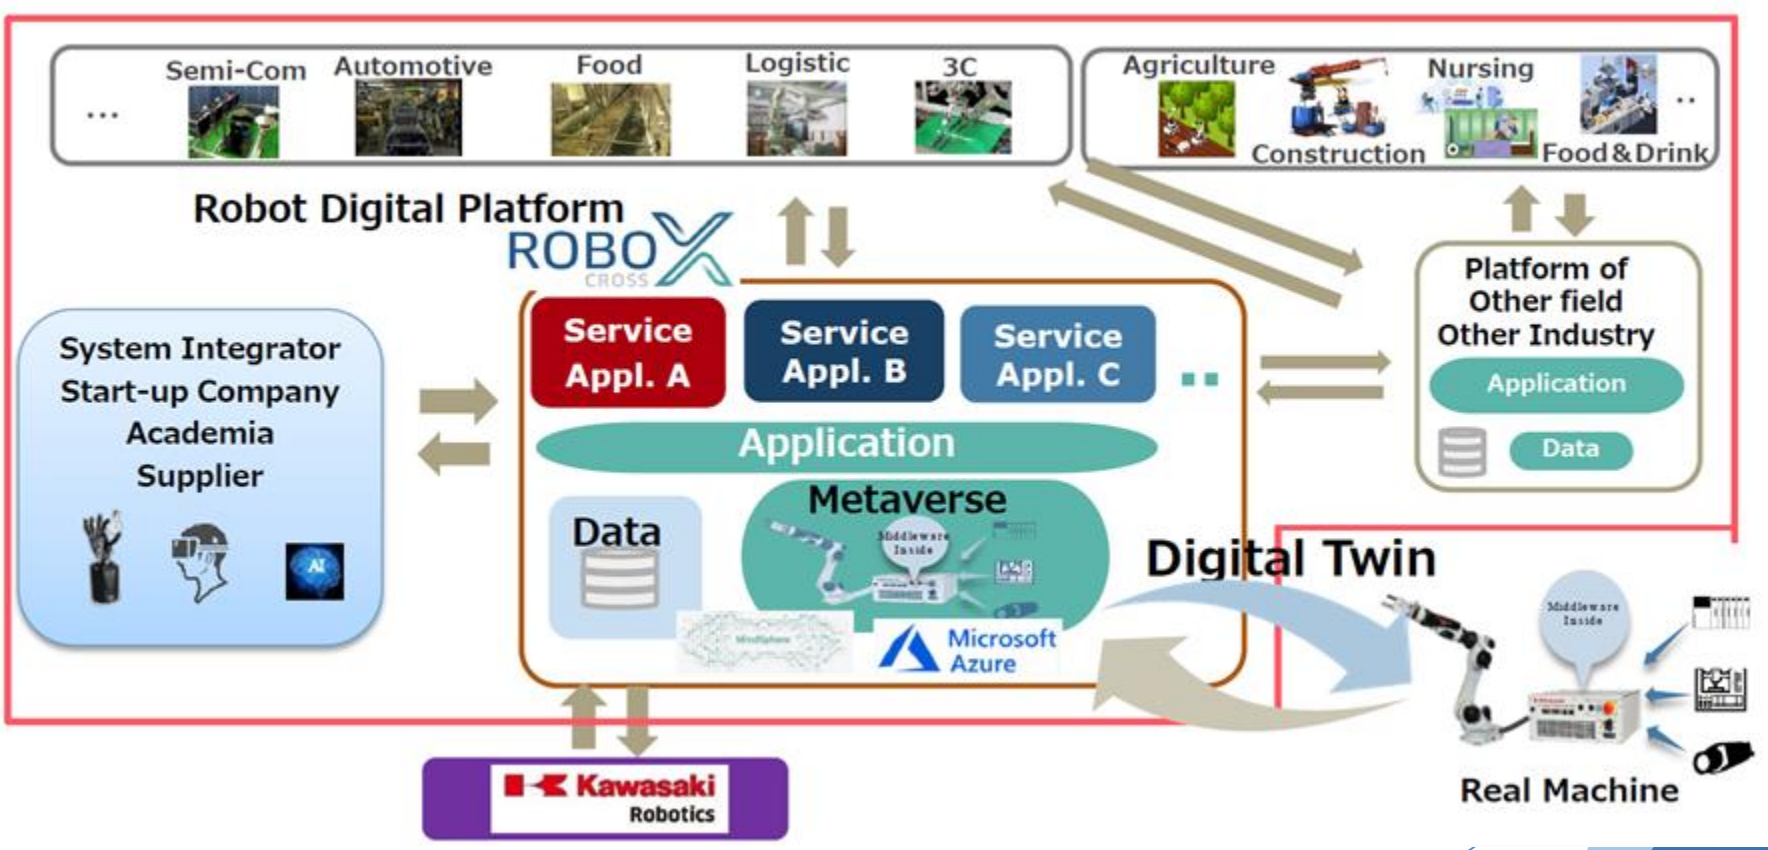 Semi-Com
Automotive
Food
Logistic
3C
Agriculture
Construction
Nursing
Food&Drink
...
..
Robot Digital Platform
ROBO X
CROSS
System Integrator
Start-up Company
Academia
Supplier
AI
Service
Appl. A
Service
Appl. B
Service
Appl. C
Application
Data
Metaverse
Middleware
Inside
MindSphere
Microsoft
Azure
Platform of
Other field
Other Industry
Application
Data
Digital Twin
Middleware
Inside
Real Machine
Kawasaki
Robotics